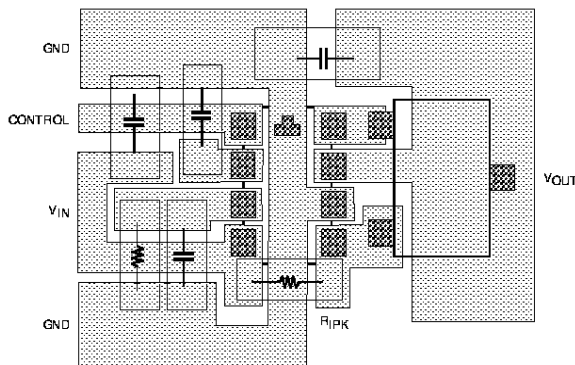 GND
CONTROL
VIN
VOUT
GND
RIPK